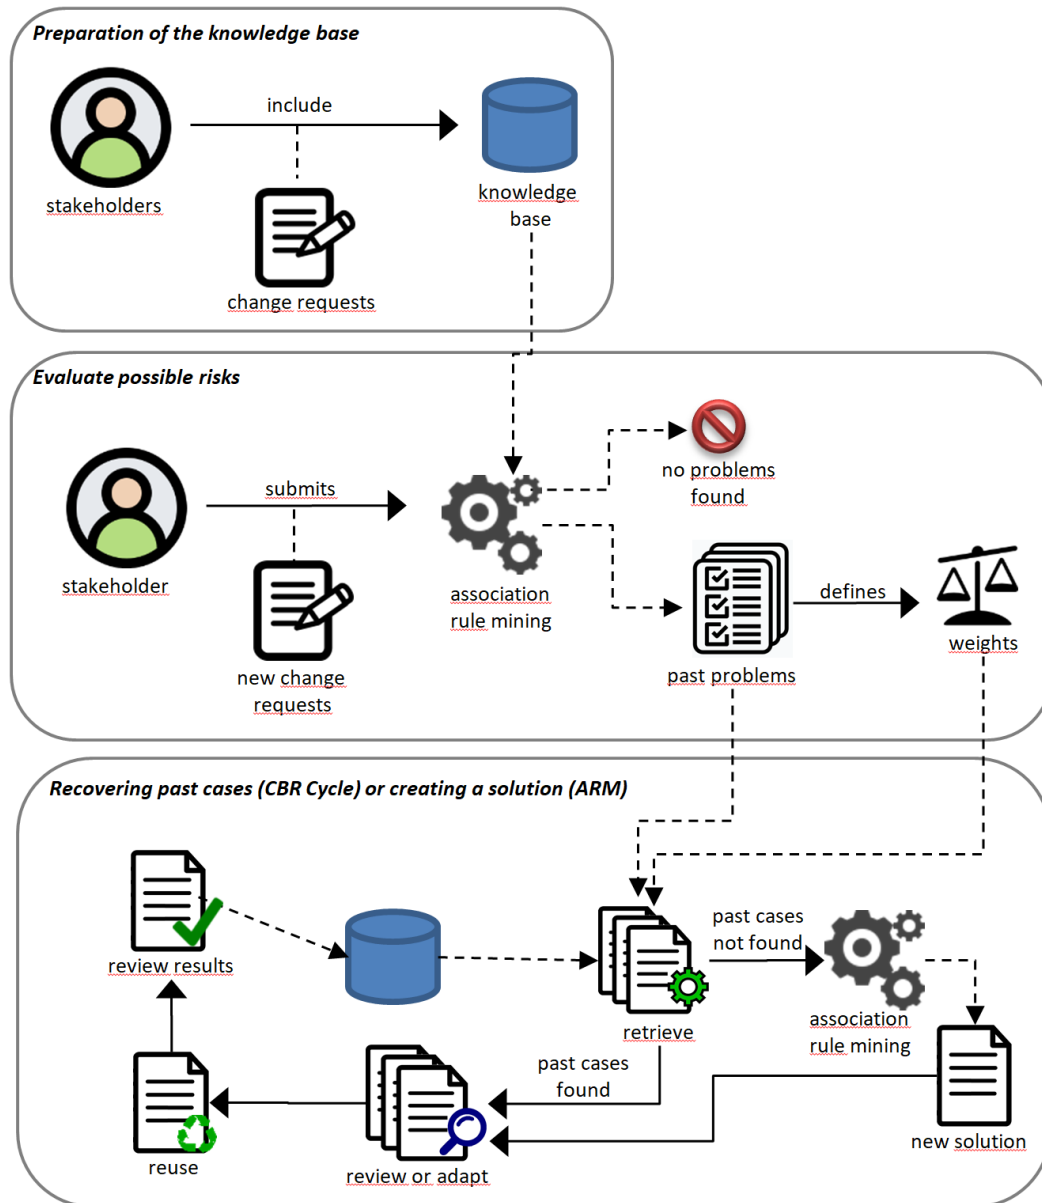 Preparation of the knowledge base
include
stakeholders
knowledge
base
change requests
Evaluate possible risks
no problems
found
submits
stakeholder
association
rule mining
defines
weights
new change
requests
past problems
Recovering past cases (CBR Cycle) or creating a solution (ARM)
past cases
not found
review results
retrieve
association
rule mining
past cases
found
reuse
review or adapt
new solution